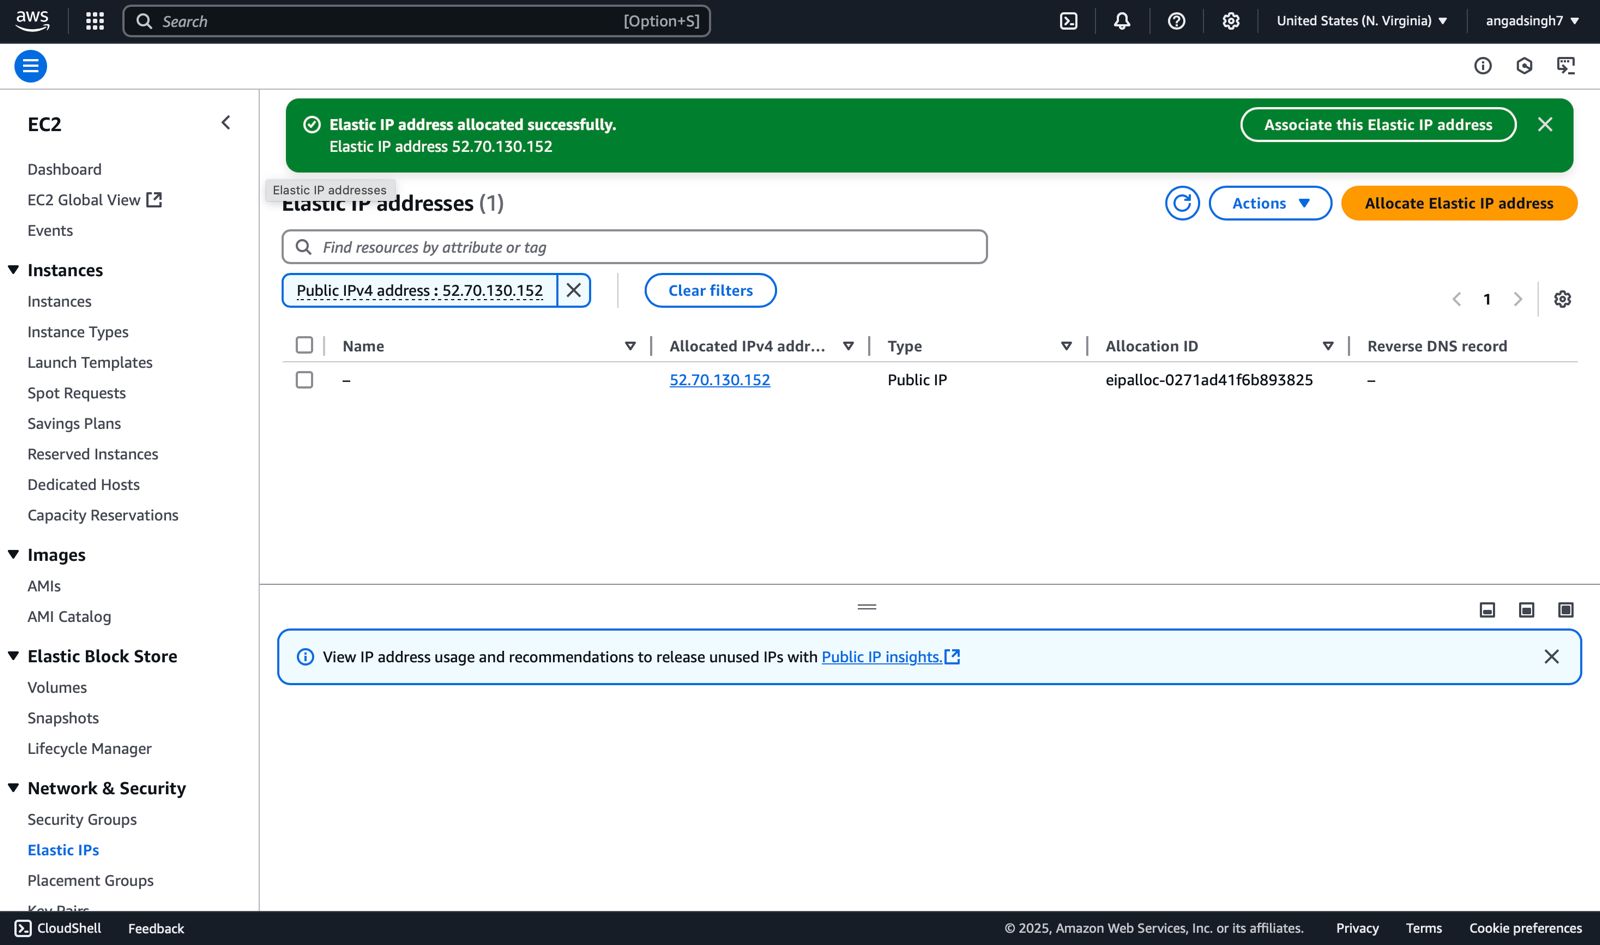 aws
Search
[Option+S]
United States (N. Virginia)
angadsingh7
EC2
Dashboard
EC2 Global View
Events
Instances
Instances
Instance Types
Launch Templates
Spot Requests
Savings Plans
Reserved Instances
Dedicated Hosts
Capacity Reservations
Images
AMIs
AMI Catalog
Elastic Block Store
Volumes
Snapshots
Lifecycle Manager
Network & Security
Security Groups
Elastic IPs
Placement Groups
Key Pairs
Elastic IP address allocated successfully.
Elastic IP address 52.70.130.152
Associate this Elastic IP address
Elastic IP addresses
Elastic IP addresses (1)
Actions
Allocate Elastic IP address
Find resources by attribute or tag
Public IPv4 address : 52.70.130.152
Clear filters
1
Name
Allocated IPv4 addr...
Type
Allocation ID
Reverse DNS record
–
52.70.130.152
Public IP
eipalloc-0271ad41f6b893825
–
View IP address usage and recommendations to release unused IPs with Public IP insights.
CloudShell
Feedback
© 2025, Amazon Web Services, Inc. or its affiliates.
Privacy
Terms
Cookie preferences